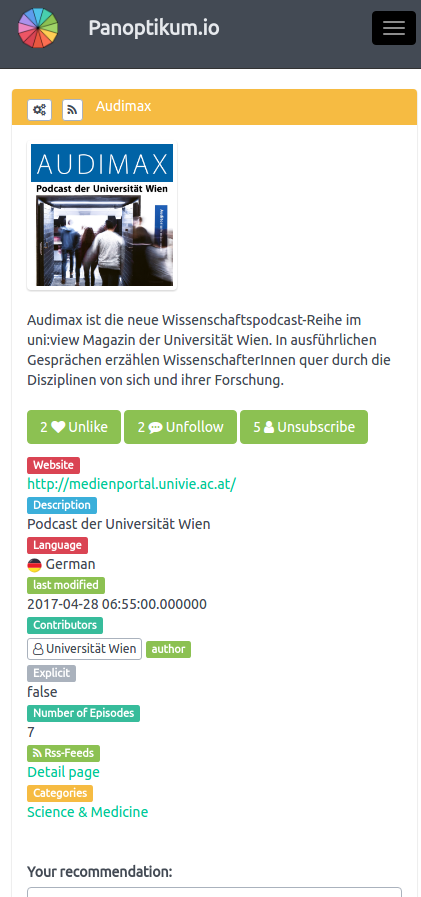 Panoptikum.io
Audimax
AUDIMAX
Podcast der Universität Wien
Audimax ist die neue Wissenschaftspodcast-Reihe im
uni:view Magazin der Universität Wien. In ausführlichen
Gesprächen erzählen WissenschafterInnen quer durch die
Disziplinen von sich und ihrer Forschung.
2 Unlike 2 Unfollow 5 Unsubscribe
Website
http://medienportal.univie.ac.at/
Description
Podcast der Universität Wien
Language
German
last modified
2017-04-28 06:55:00.000000
Contributors
Universität Wien author
Explicit
false
Number of Episodes
7
Rss-Feeds
Detail page
Categories
Science & Medicine
Your recommendation: